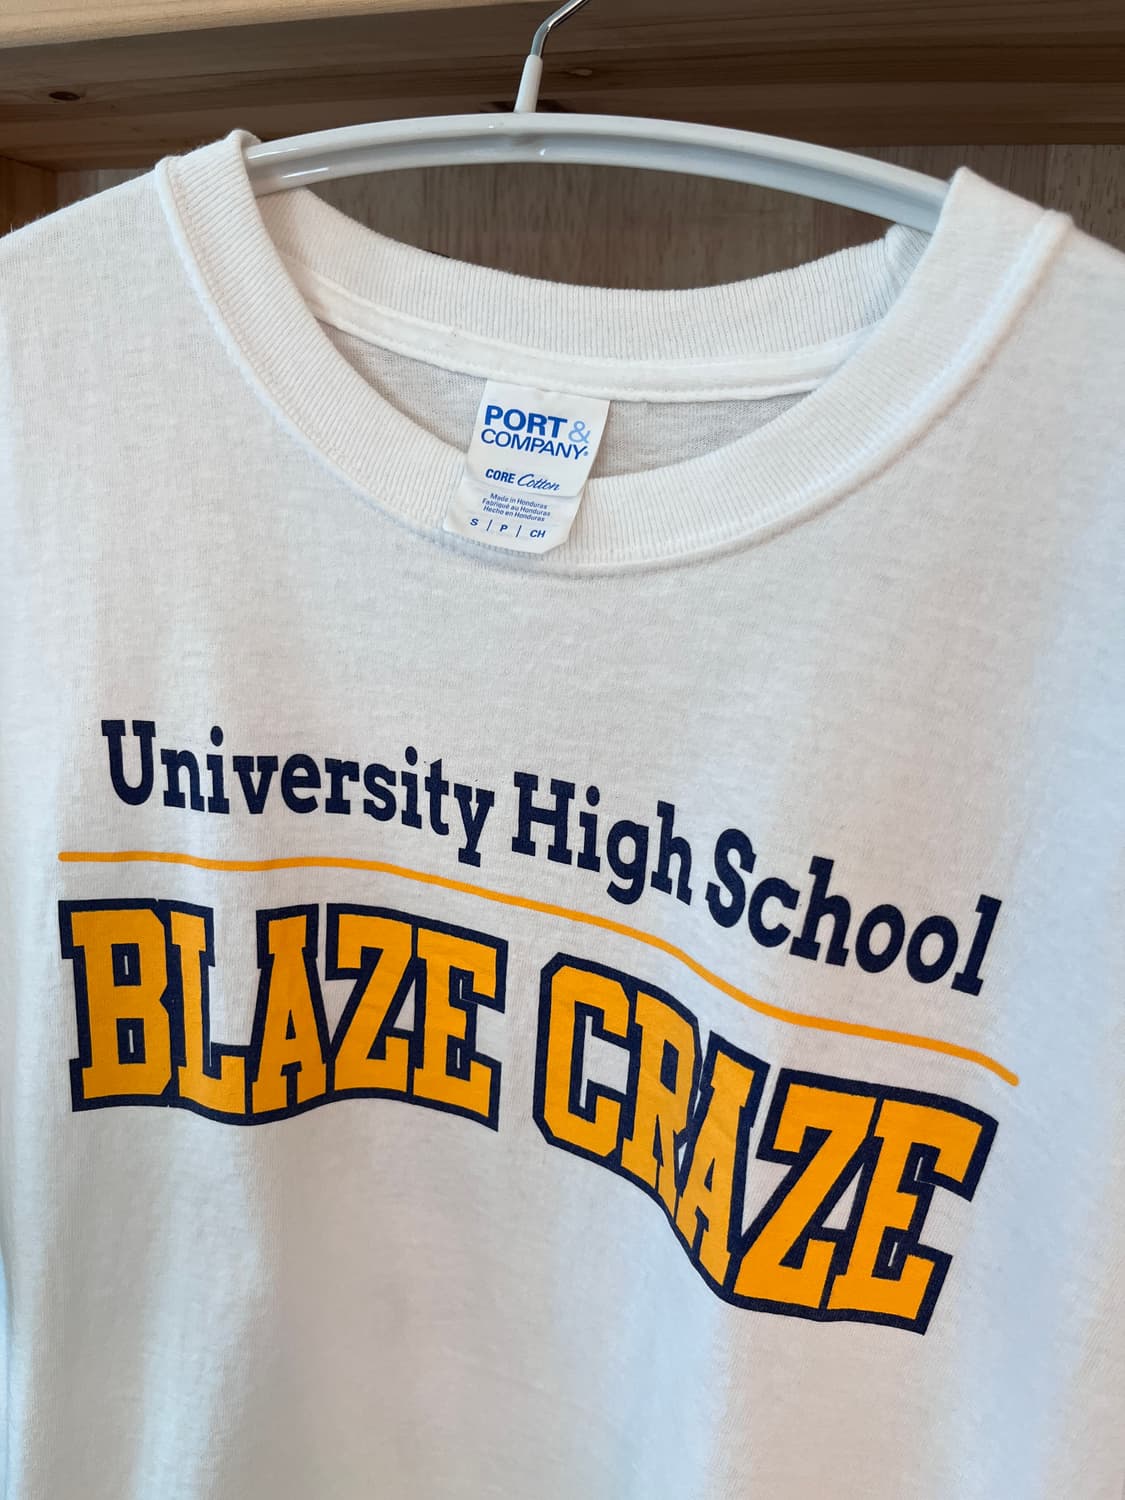 PORT &
COMPANY®
CORE Cotton
Made in Honduras
Fabriqué au Honduras
Hecho en Honduras
S | P | CH
University High School
BLAZE CRAZE